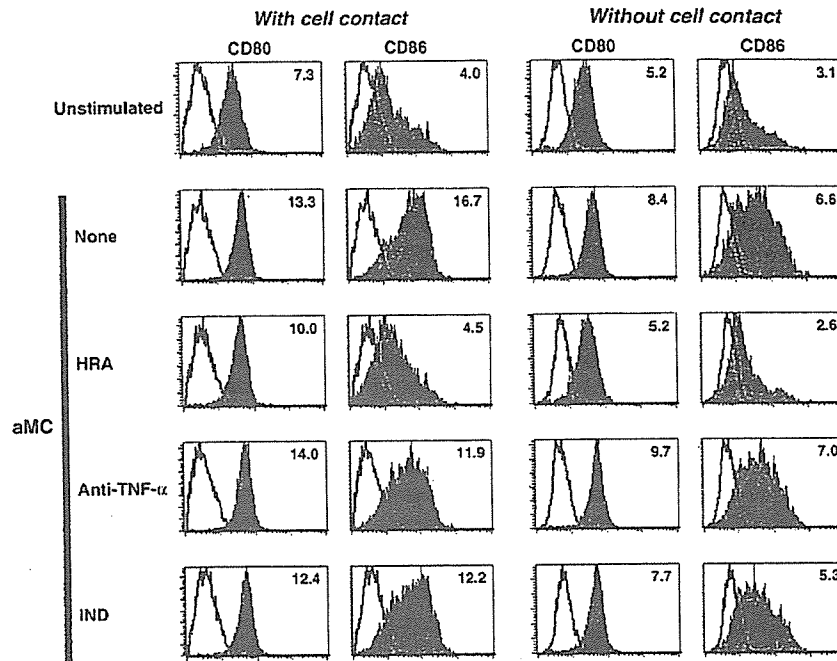 With cell contact Without cell contact
CD80 CD86 CD80 CD86
Unstimulated 7.3 4.0 5.2 3.1
None 13.3 16.7 8.4 6.6
HRA 10.0 4.5 5.2 2.6
aMC
Anti-TNF-α 14.0 11.9 9.7 7.0
IND 12.4 12.2 7.7 5.3